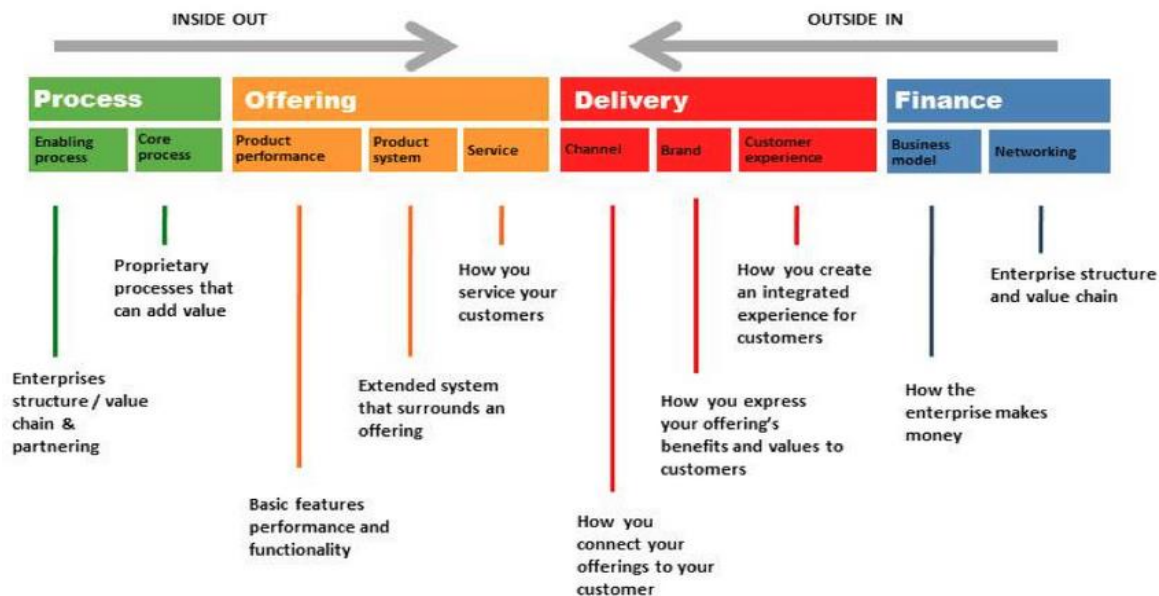 INSIDE OUT
OUTSIDE IN
Process
Offering
Delivery
Finance
Enabling
process
Core
process
Product
performance
Product
system
Service
Channel
Brand
Customer
experience
Business
model
Networking
Proprietary
processes that
can add value
How you
service your
customers
How you create
an integrated
experience for
customers
Enterprise structure
and value chain
Enterprises
structure / value
chain &
partnering
Extended system
that surrounds an
offering
How you express
your offering's
benefits and values to
customers
How the
enterprise makes
money
Basic features
performance and
functionality
How you
connect your
offerings to your
customer